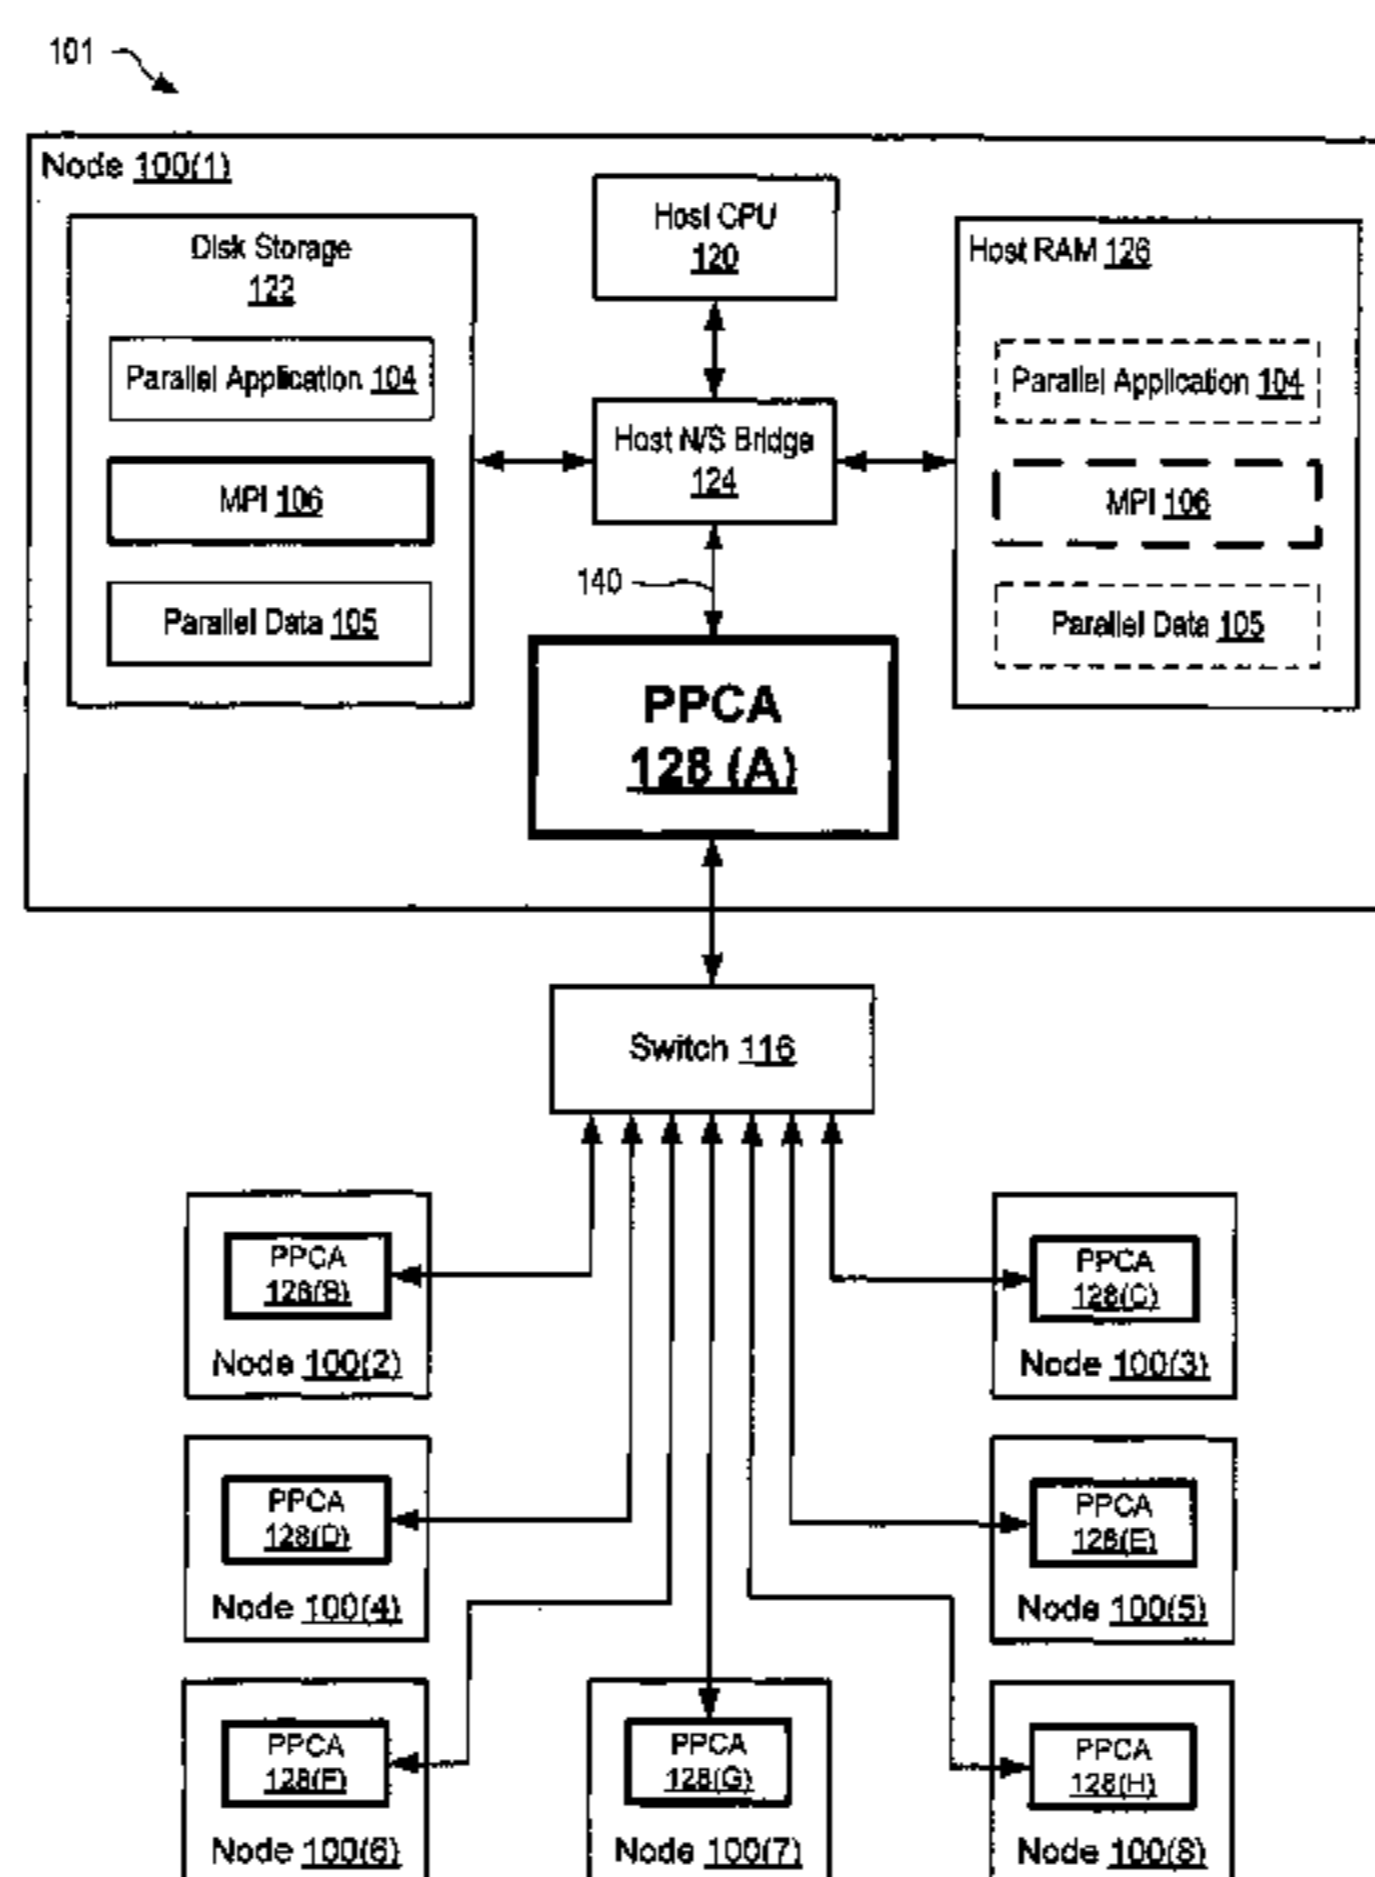 101
Node 100(1)
Disk Storage
122
Parallel Application 104
MPI 106
Parallel Data 105
Host CPU
120
Host N/S Bridge
124
140
PPCA
128 (A)
Host RAM 126
Parallel Application 104
MPI 106
Parallel Data 105
Switch 116
PPCA
128(B)
Node 100(2)
PPCA
128(C)
Node 100(3)
PPCA
128(D)
Node 100(4)
PPCA
128(E)
Node 100(5)
PPCA
128(F)
Node 100(6)
PPCA
128(G)
Node 100(7)
PPCA
128(H)
Node 100(8)